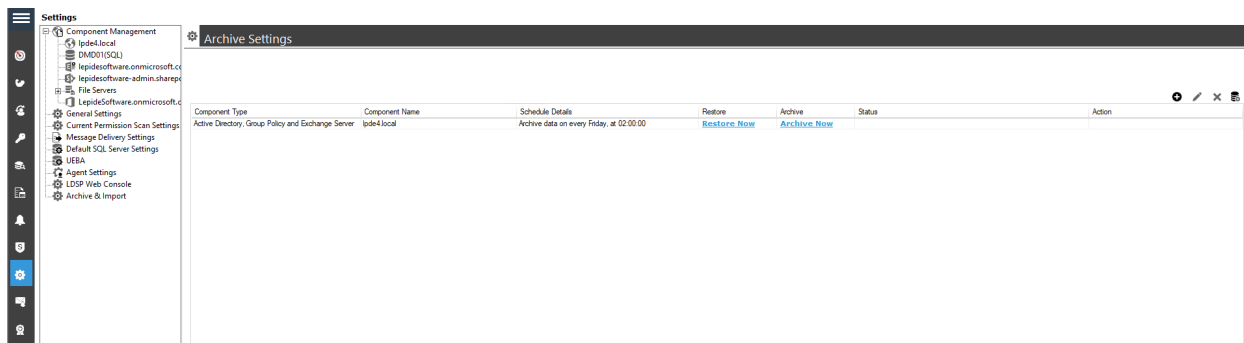 Settings
Component Management
lpde4.local
DMD01(SQL)
lepidesoftware.onmicrosoft.co
lepidesoftware-admin.sharepo
File Servers
LepideSoftware.onmicrosoft.c
General Settings
Current Permission Scan Settings
Message Delivery Settings
Default SQL Server Settings
UEBA
Agent Settings
LDSP Web Console
Archive & Import
Archive Settings
Component Type Component Name Schedule Details Restore Archive Status Action
Active Directory, Group Policy and Exchange Server lpde4.local Archive data on every Friday, at 02:00:00 Restore Now Archive Now